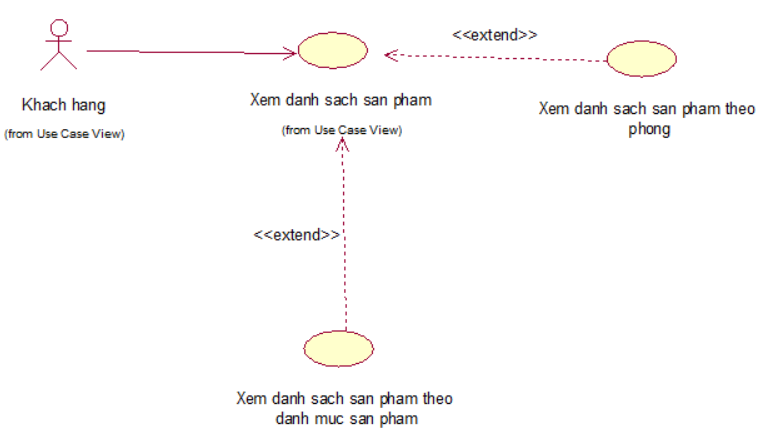 <<extend>>
Khach hang
(from Use Case View)
Xem danh sach san pham
(from Use Case View)
Xem danh sach san pham theo
phong
<<extend>>
Xem danh sach san pham theo
danh muc san pham